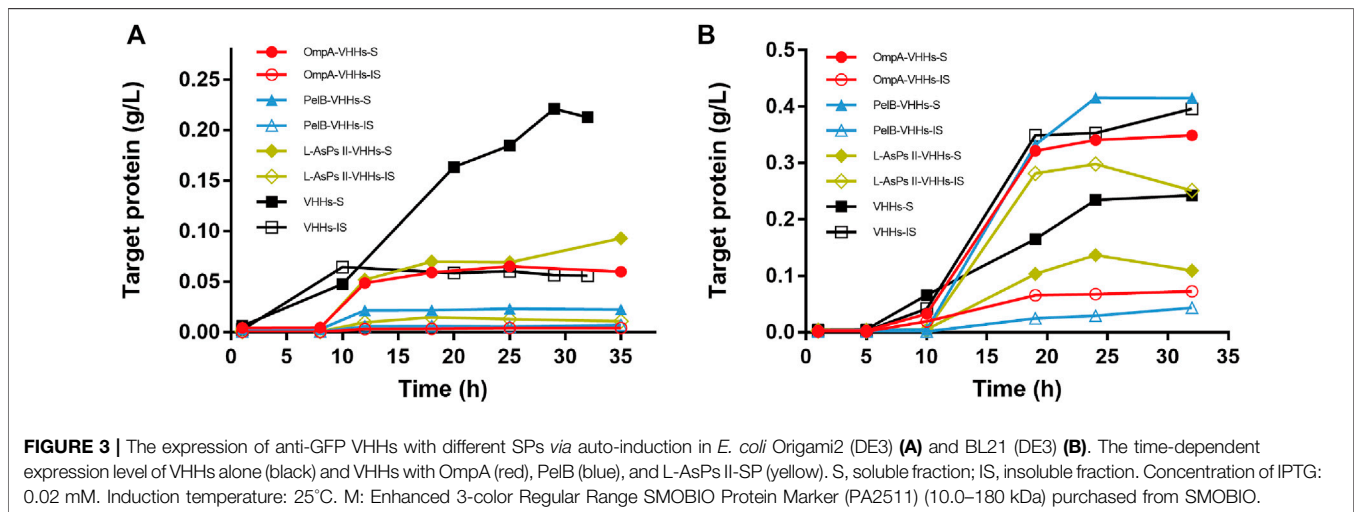 A
Target protein (g/L)
0.25
0.20
0.15
0.10
0.05
0.00
OmpA-VHHs-S
OmpA-VHHs-IS
PelB-VHHs-S
PelB-VHHs-IS
L-AsPs II-VHHs-S
L-AsPs II-VHHs-IS
VHHs-S
VHHs-IS
0 5 10 15 20 25 30 35
Time (h)
B
Target protein (g/L)
0.5
0.4
0.3
0.2
0.1
0.0
OmpA-VHHs-S
OmpA-VHHs-IS
PelB-VHHs-S
PelB-VHHs-IS
L-AsPs II-VHHs-S
L-AsPs II-VHHs-IS
VHHs-S
VHHs-IS
0 5 10 15 20 25 30 35
Time (h)
FIGURE 3 | The expression of anti-GFP VHHs with different SPs via auto-induction in E. coli Origami2 (DE3) (A) and BL21 (DE3) (B). The time-dependent
expression level of VHHs alone (black) and VHHs with OmpA (red), PelB (blue), and L-AsPs II-SP (yellow). S, soluble fraction; IS, insoluble fraction. Concentration of IPTG:
0.02 mM. Induction temperature: 25°C. M: Enhanced 3-color Regular Range SMOBIO Protein Marker (PA2511) (10.0–180 kDa) purchased from SMOBIO.